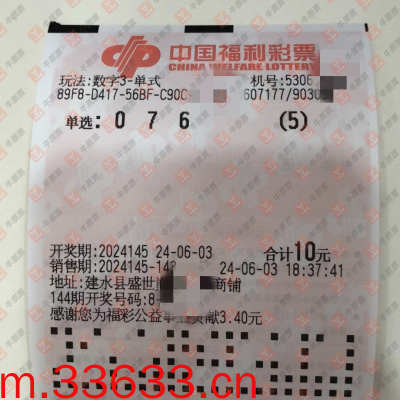 中国福利彩票
CHINA WELFARE LOTTERY
玩法:数字3-单式 机号:5306
89F8-D417-56BF-C90C 607177/9030
单选: 0 7 6 (5)
开奖期:2024145 24-06-03 合计10元
销售期:2024145-14 24-06-03 18:37:41
地址:建水县盛世 商铺
144期开奖号码:8
感谢您为福彩公益事业贡献3.40元
m.33633.cn